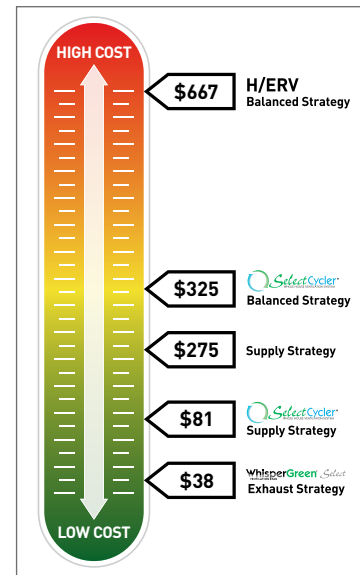 HIGH COST
$667
H/ERV
Balanced Strategy
$325
SelectCycler
Balanced Strategy
$275
Supply Strategy
$81
SelectCycler
Supply Strategy
$38
WhisperGreen Select
Exhaust Strategy
LOW COST